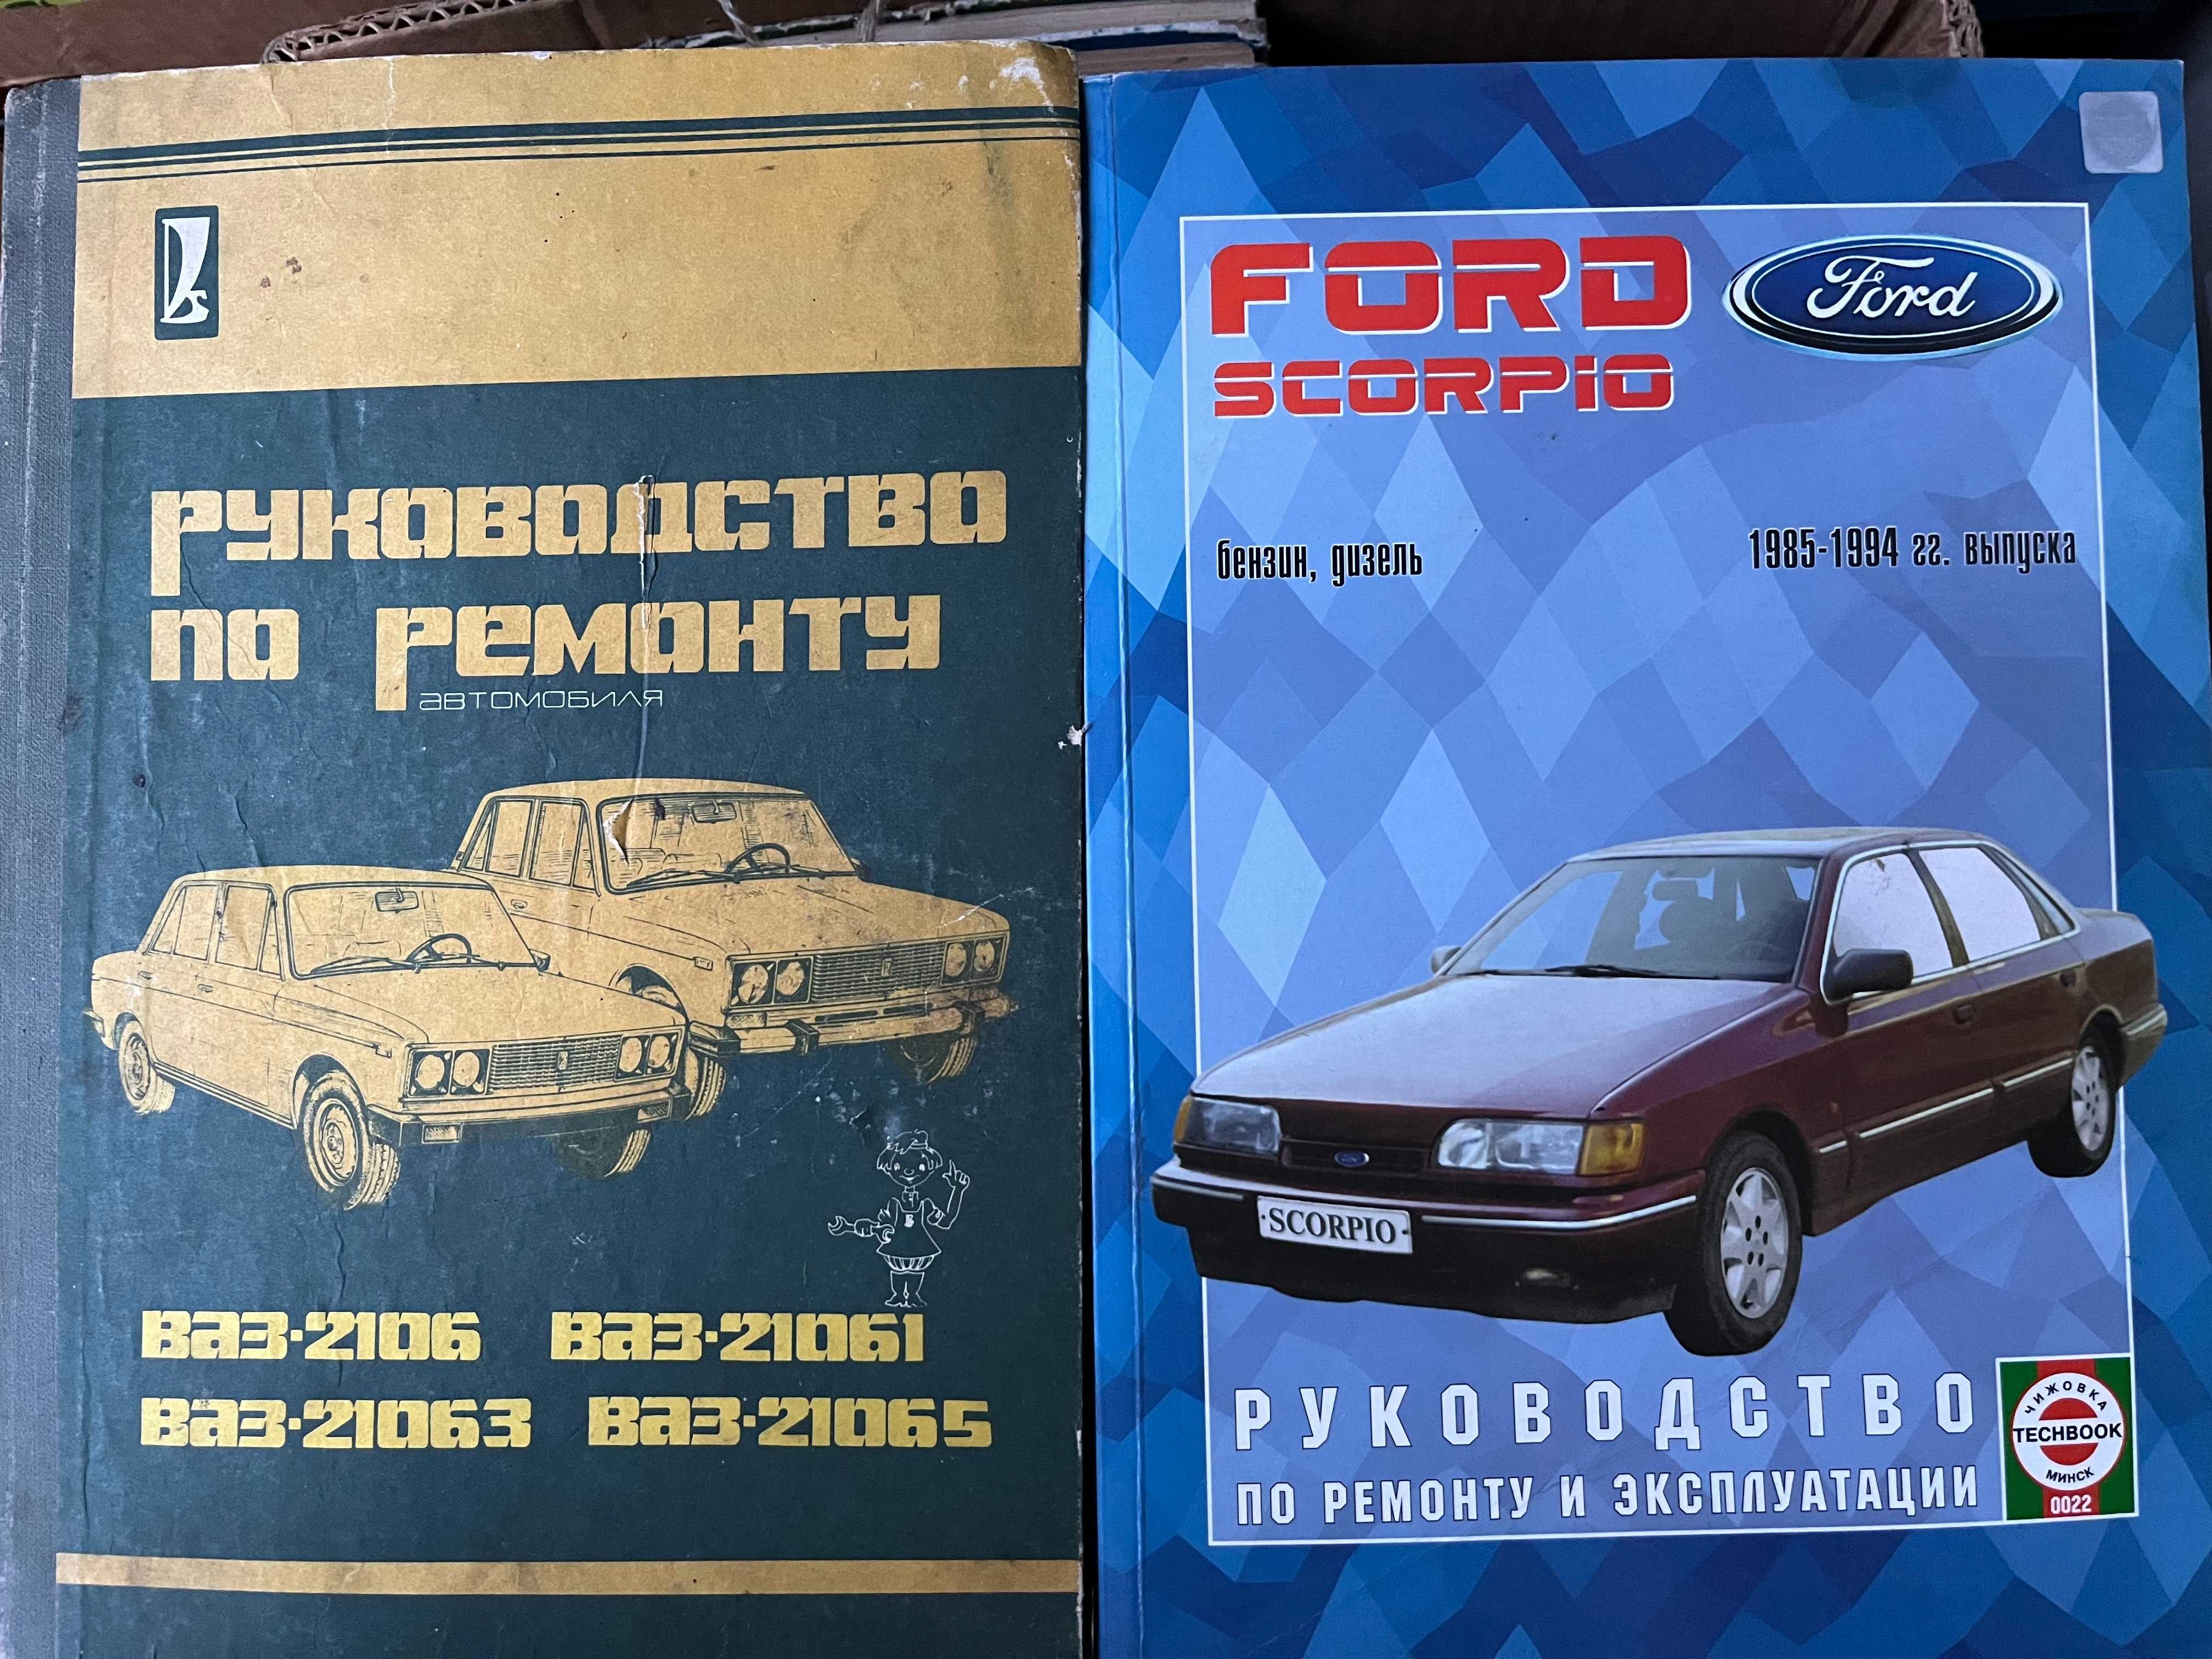 Руководство
по ремонту
автомобиля
ВАЗ-2106 ВАЗ-21061
ВАЗ-21063 ВАЗ-21065
FORD
Ford
SCORPIO
бензин, дизель
1985-1994 гг. выпуска
·SCORPIO·
РУКОВОДСТВО
ПО РЕМОНТУ И ЭКСПЛУАТАЦИИ
ЧИЖОВКА
TECHBOOK
МИНСК
0022